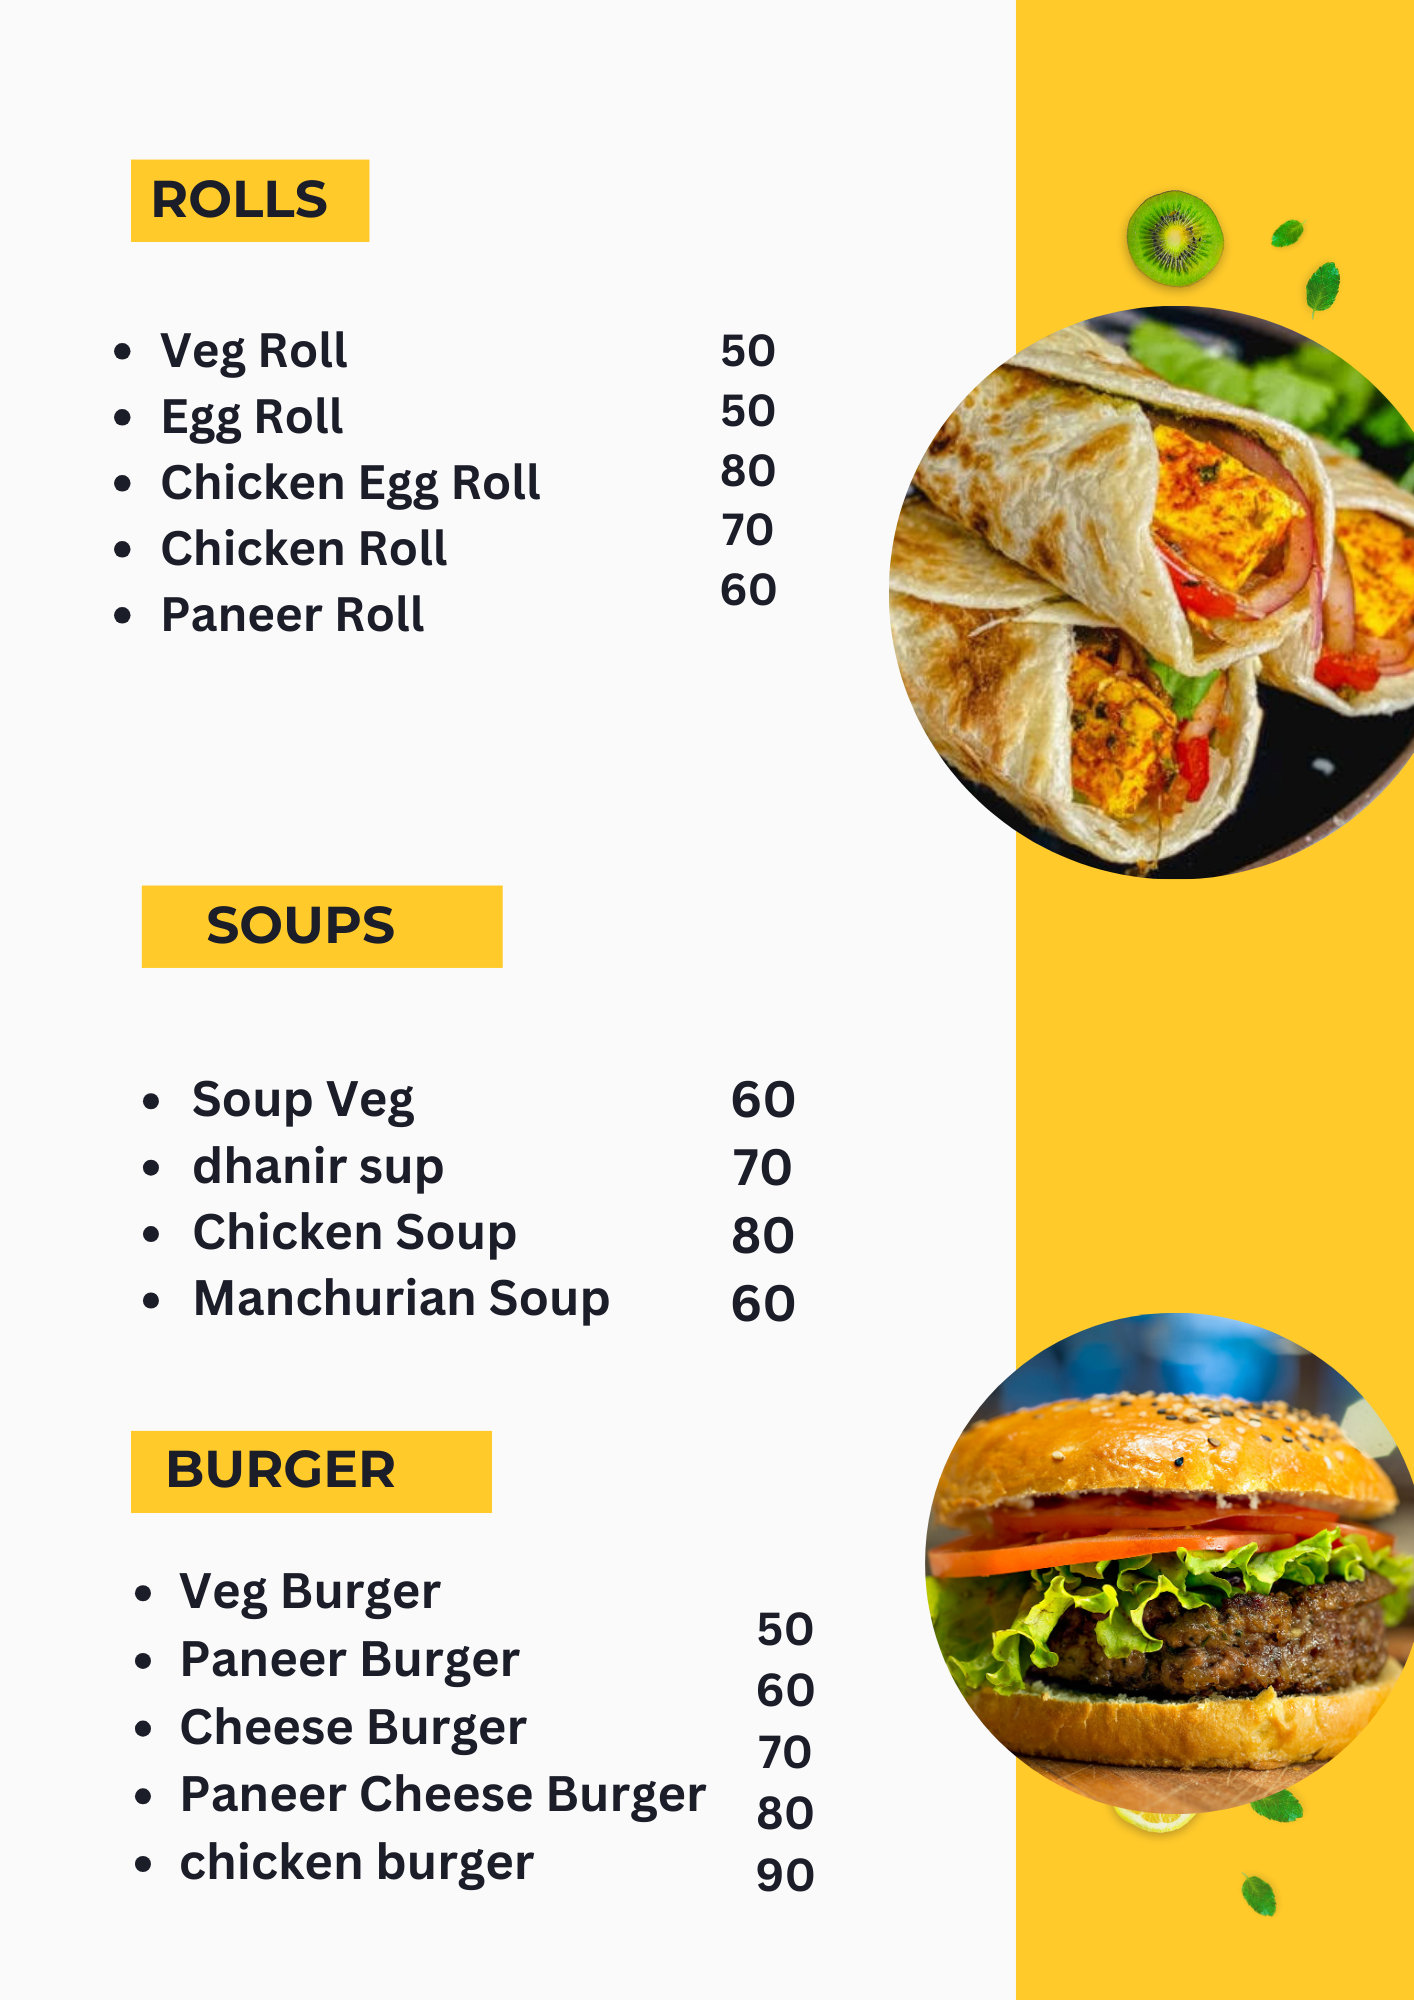 ROLLS
Veg Roll 50
Egg Roll 50
Chicken Egg Roll 80
Chicken Roll 70
Paneer Roll 60
SOUPS
Soup Veg 60
dhanir sup 70
Chicken Soup 80
Manchurian Soup 60
BURGER
Veg Burger 50
Paneer Burger 60
Cheese Burger 70
Paneer Cheese Burger 80
chicken burger 90